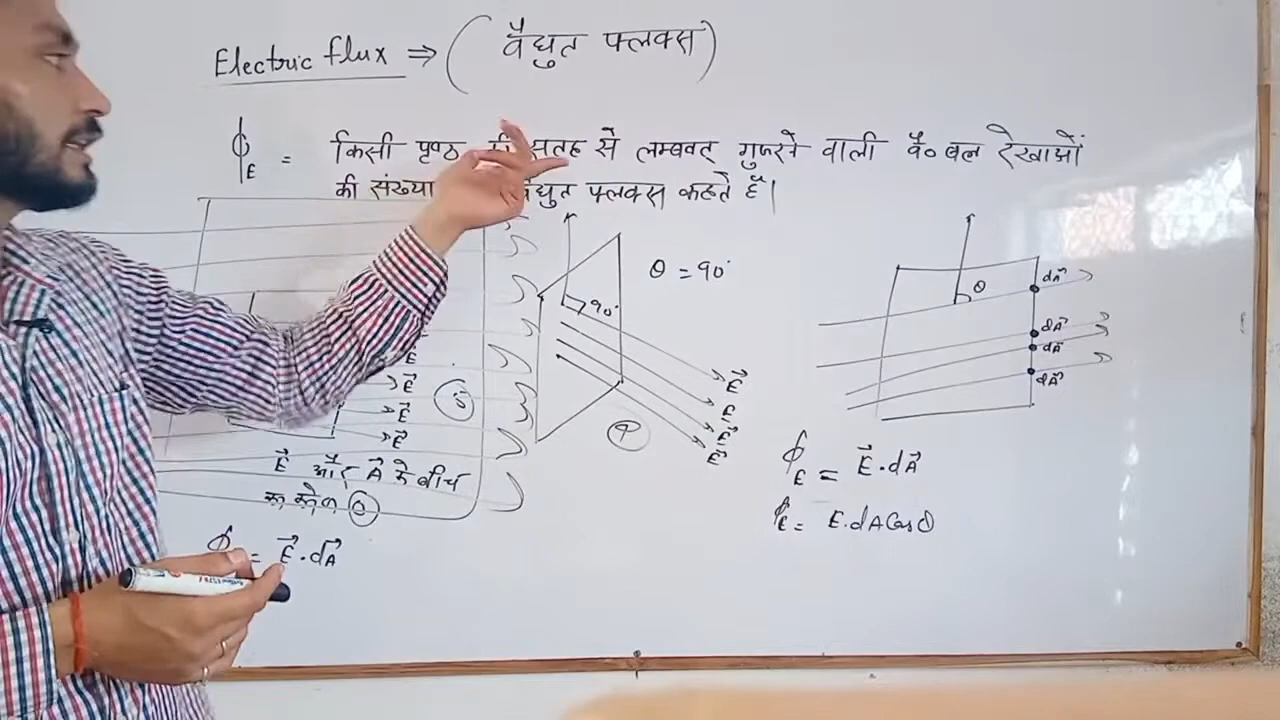 Electric flux ⇒ ( वैद्युत फ्लक्स )
ϕE = किसी पृष्ठ सतह से लम्बवत् गुजरने वाली वै॰ बल रेखाओं
की संख्या वैद्युत फ्लक्स कहते हैं।
θ = 90°
90°
E⃗
E⃗
E⃗
E⃗
E⃗
E⃗
E⃗
θ
dA⃗
dA⃗
dA⃗
dA⃗
E⃗ और A⃗ के बीच
ϕ = E⃗.dA⃗
ϕE = E⃗.dA⃗
ϕE = E.dA Cosθ